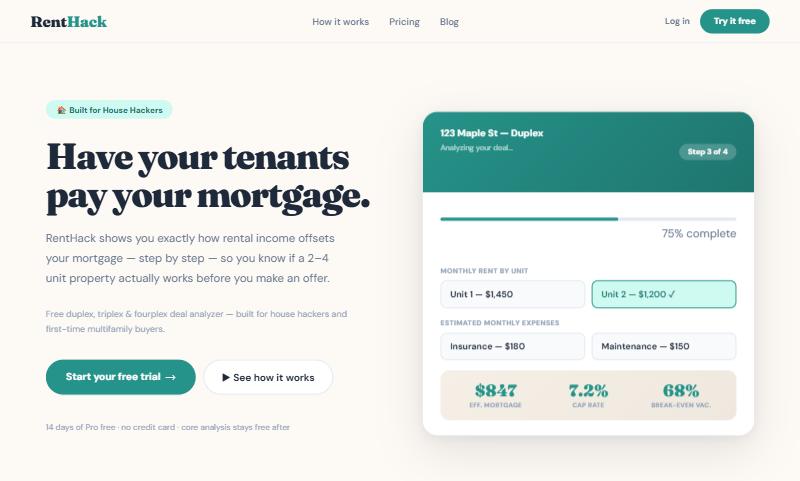 RentHack
How it works
Pricing
Blog
Log in
Try it free
Built for House Hackers
Have your tenants
pay your mortgage.
RentHack shows you exactly how rental income offsets
your mortgage — step by step — so you know if a 2–4
unit property actually works before you make an offer.
Free duplex, triplex & fourplex deal analyzer — built for house hackers and
first-time multifamily buyers.
Start your free trial →
▶ See how it works
14 days of Pro free · no credit card · core analysis stays free after
123 Maple St — Duplex
Analyzing your deal...
Step 3 of 4
75% complete
MONTHLY RENT BY UNIT
Unit 1 — $1,450
Unit 2 — $1,200 ✓
ESTIMATED MONTHLY EXPENSES
Insurance — $180
Maintenance — $150
$847
EFF. MORTGAGE
7.2%
CAP RATE
68%
BREAK-EVEN VAC.